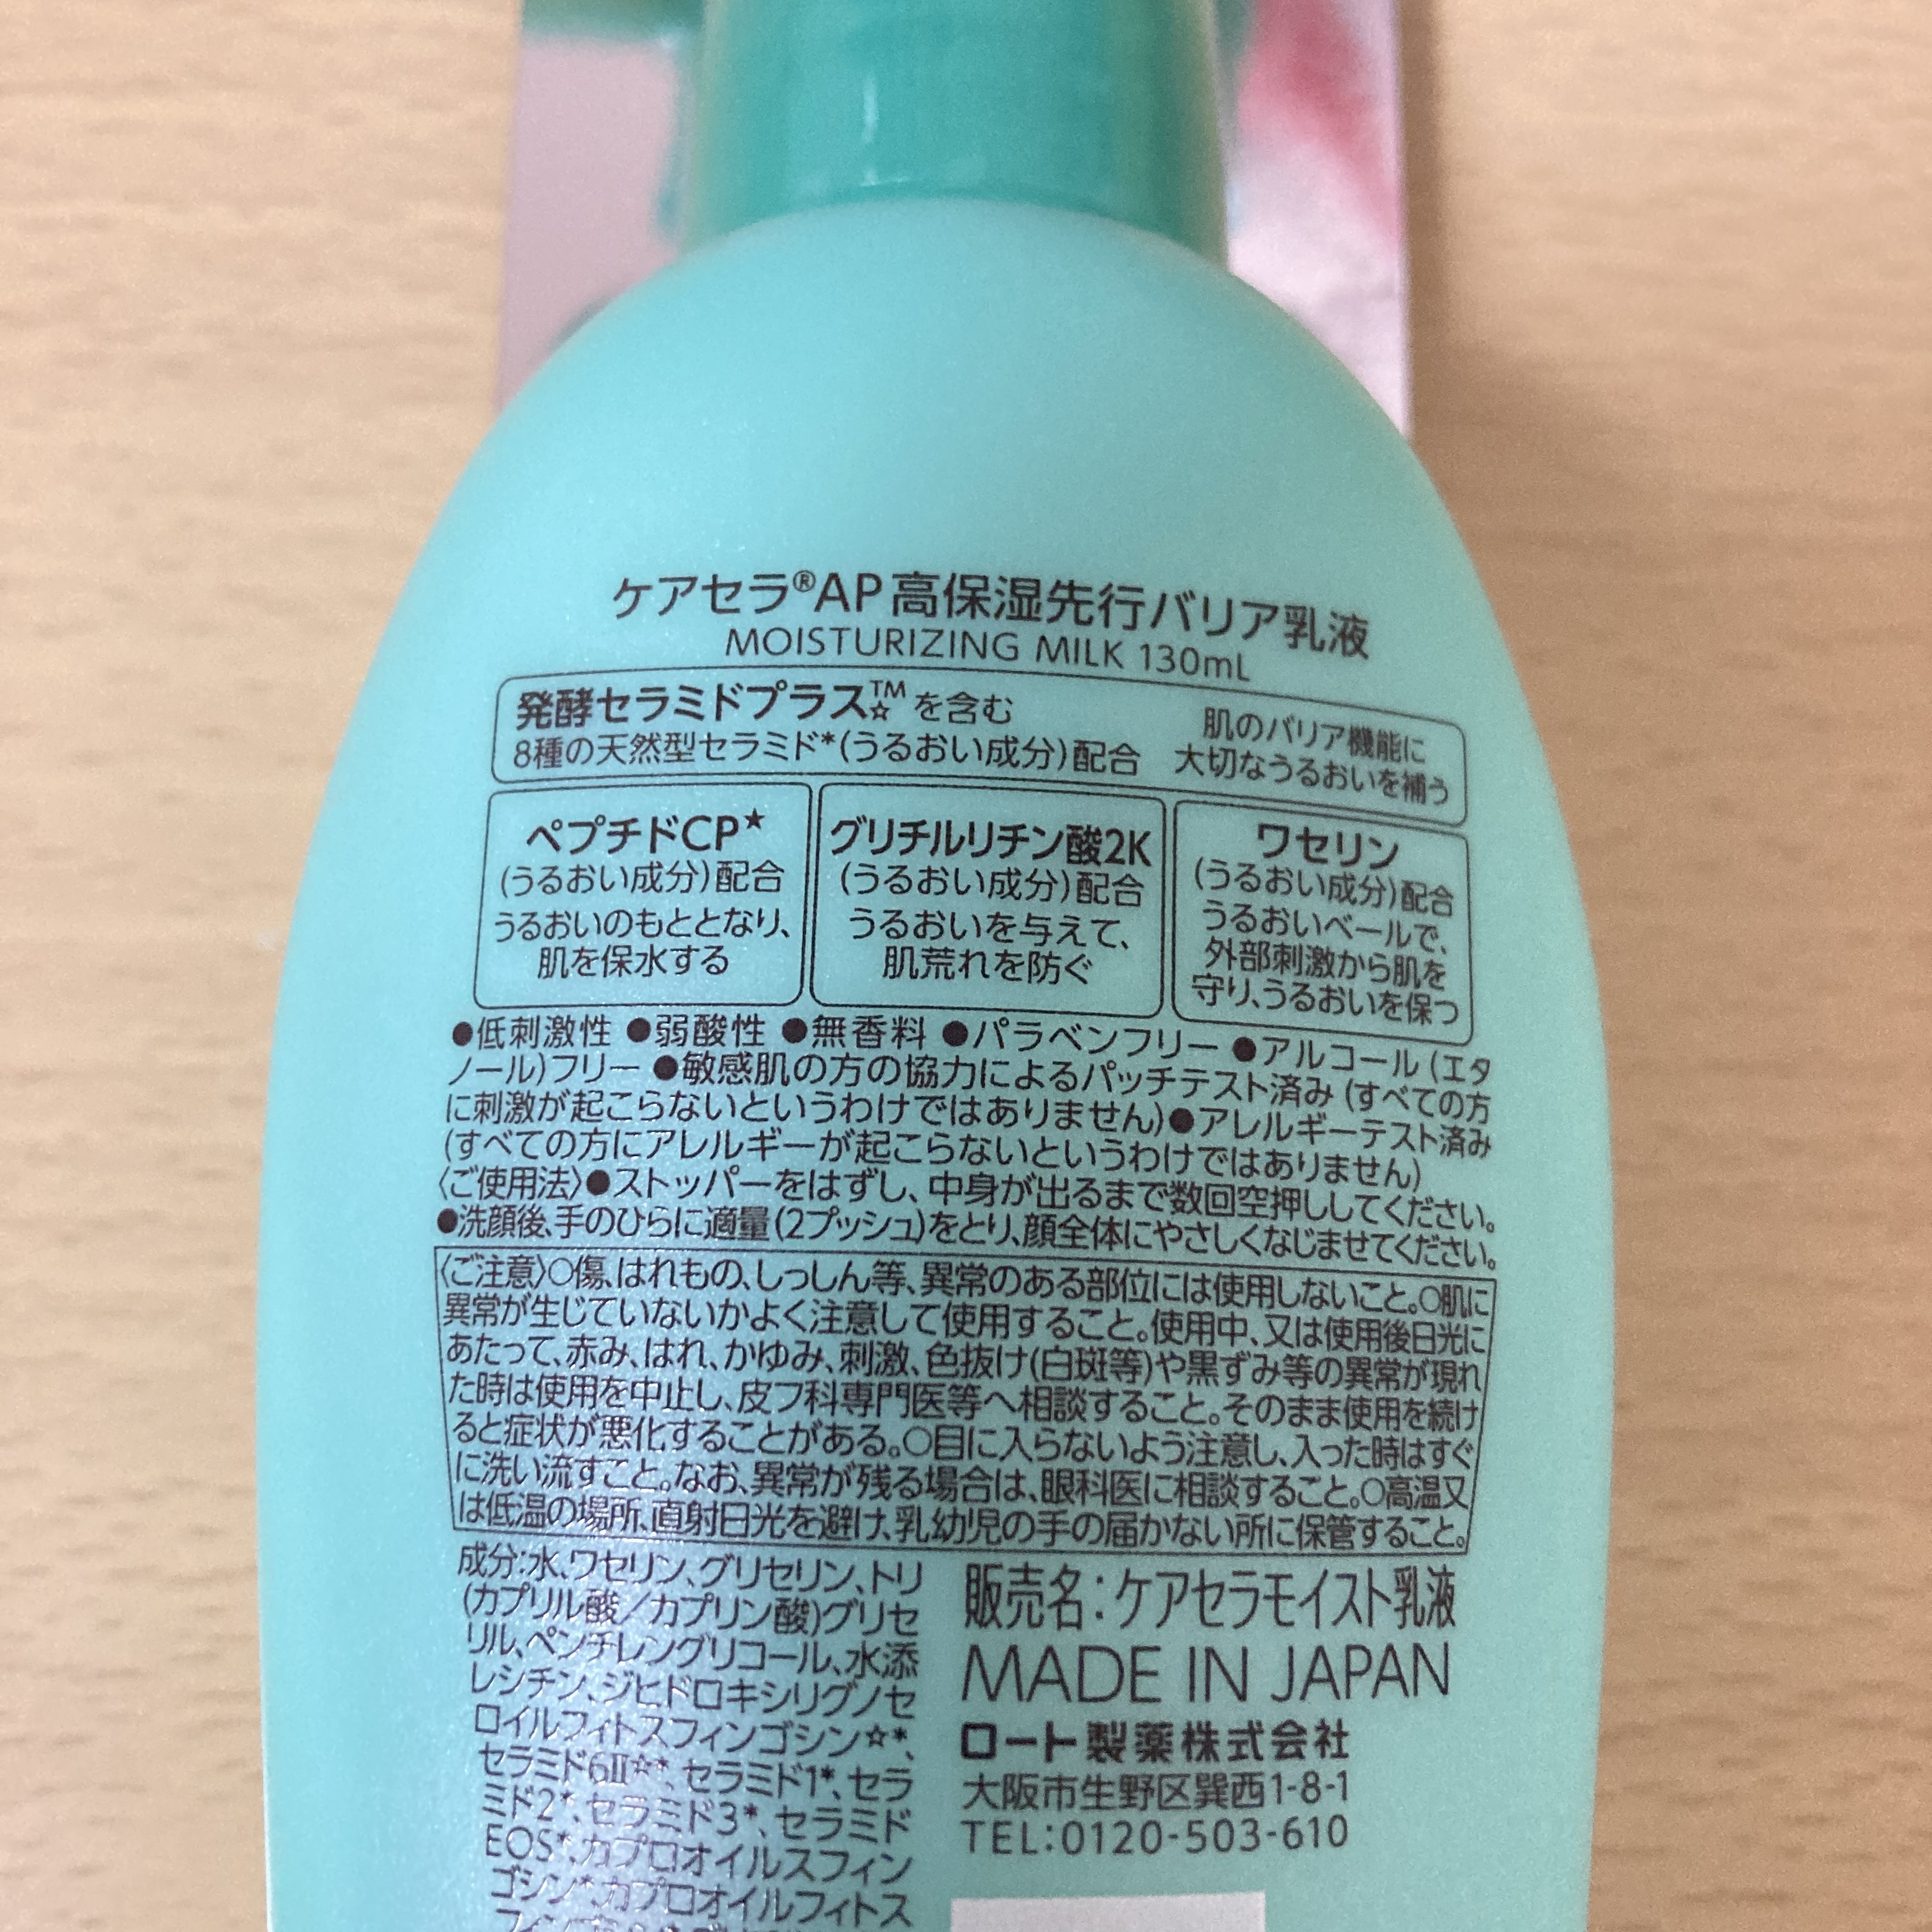 ケアセラ®AP高保湿先行バリア乳液
MOISTURIZING MILK 130mL
発酵セラミドプラス™☆を含む
8種の天然型セラミド*(うるおい成分)配合
肌のバリア機能に
大切なうるおいを補う
ペプチドCP★
(うるおい成分)配合
うるおいのもととなり、
肌を保水する
グリチルリチン酸2K
(うるおい成分)配合
うるおいを与えて、
肌荒れを防ぐ
ワセリン
(うるおい成分)配合
うるおいベールで、
外部刺激から肌を
守り、うるおいを保つ
●低刺激性 ●弱酸性 ●無香料 ●パラベンフリー ●アルコール(エタ
ノール)フリー ●敏感肌の方の協力によるパッチテスト済み(すべての方
に刺激が起こらないというわけではありません)●アレルギーテスト済み
(すべての方にアレルギーが起こらないというわけではありません)
〈ご使用法〉●ストッパーをはずし、中身が出るまで数回空押ししてください。
●洗顔後、手のひらに適量(2プッシュ)をとり、顔全体にやさしくなじませてください。
〈ご注意〉○傷、はれもの、しっしん等、異常のある部位には使用しないこと。○肌に
異常が生じていないかよく注意して使用すること。使用中、又は使用後日光に
あたって、赤み、はれ、かゆみ、刺激、色抜け(白斑等)や黒ずみ等の異常が現れ
た時は使用を中止し、皮フ科専門医等へ相談すること。そのまま使用を続け
ると症状が悪化することがある。○目に入らないよう注意し、入った時はすぐ
に洗い流すこと。なお、異常が残る場合は、眼科医に相談すること。○高温又
は低温の場所、直射日光を避け、乳幼児の手の届かない所に保管すること。
成分:水、ワセリン、グリセリン、トリ
(カプリル酸／カプリン酸)グリセ
リル、ペンチレングリコール、水添
レシチン、ジヒドロキシリグノセ
ロイルフィトスフィンゴシン☆*、
セラミド6Ⅱ☆*、セラミド1*、セラ
ミド2*、セラミド3*、セラミド
EOS*、カプロオイルスフィン
ゴシン*、カプロオイルフィトス
販売名:ケアセラモイスト乳液
MADE IN JAPAN
ロート製薬株式会社
大阪市生野区巽西1-8-1
TEL:0120-503-610